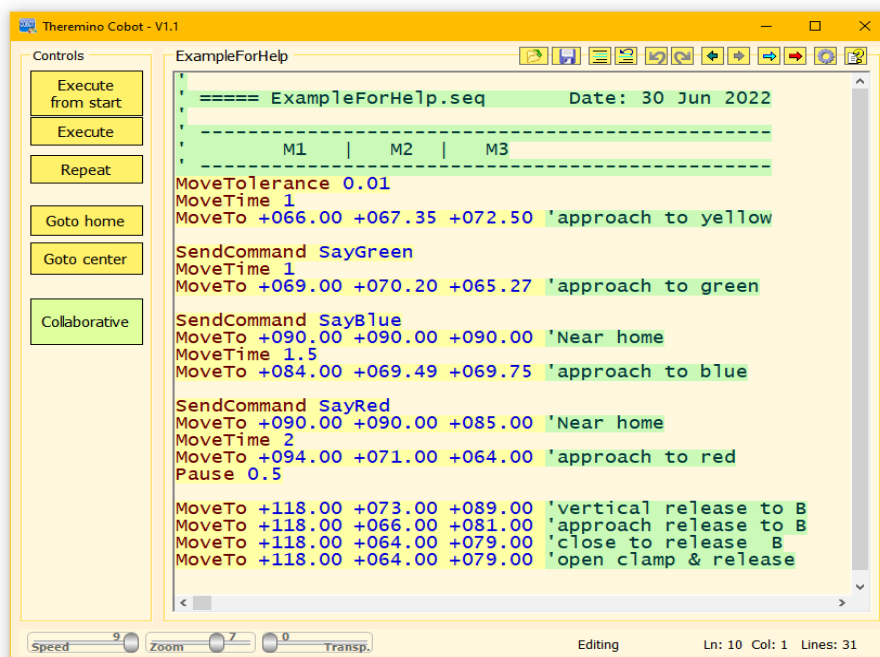 Theremino Cobot - V1.1
Controls
Execute
from start
Execute
Repeat
Goto home
Goto center
Collaborative
ExampleForHelp
'
' ===== ExampleForHelp.seq      Date: 30 Jun 2022
'
' ------------------------------------------------
'        M1   |   M2  |   M3
' ------------------------------------------------
MoveTolerance 0.01
MoveTime 1
MoveTo +066.00 +067.35 +072.50 'approach to yellow
SendCommand SayGreen
MoveTime 1
MoveTo +069.00 +070.20 +065.27 'approach to green
SendCommand SayBlue
MoveTo +090.00 +090.00 +090.00 'Near home
MoveTime 1.5
MoveTo +084.00 +069.49 +069.75 'approach to blue
SendCommand SayRed
MoveTo +090.00 +090.00 +085.00 'Near home
MoveTime 2
MoveTo +094.00 +071.00 +064.00 'approach to red
Pause 0.5
MoveTo +118.00 +073.00 +089.00 'vertical release to B
MoveTo +118.00 +066.00 +081.00 'approach release to B
MoveTo +118.00 +064.00 +079.00 'close to release  B
MoveTo +118.00 +064.00 +079.00 'open clamp & release
Speed 9 Zoom 7 0 Transp. Editing Ln: 10 Col: 1 Lines: 31